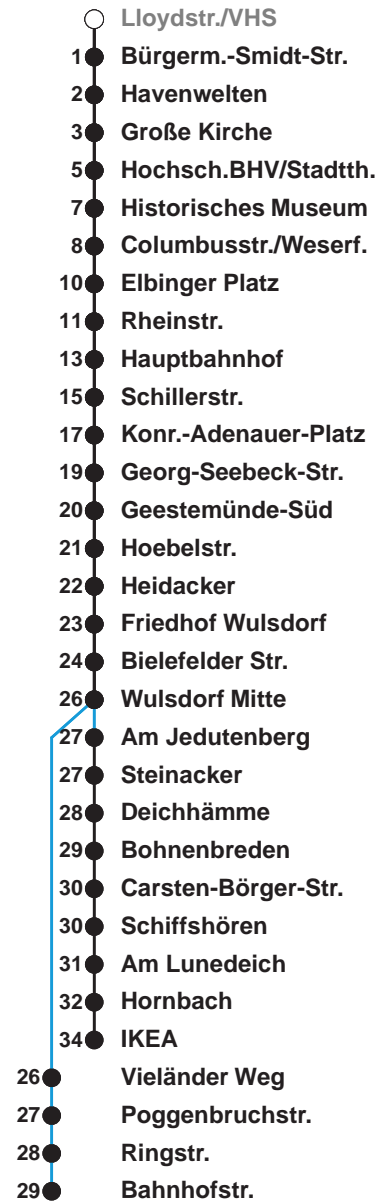 Lloydstr./VHS
1 Bürgerm.-Smidt-Str.
2 Havenwelten
3 Große Kirche
5 Hochsch.BHV/Stadtth.
7 Historisches Museum
8 Columbusstr./Weserf.
10 Elbinger Platz
11 Rheinstr.
13 Hauptbahnhof
15 Schillerstr.
17 Konr.-Adenauer-Platz
19 Georg-Seebeck-Str.
20 Geestemünde-Süd
21 Hoebelstr.
22 Heidacker
23 Friedhof Wulsdorf
24 Bielefelder Str.
26 Wulsdorf Mitte
27 Am Jedutenberg
27 Steinacker
28 Deichhämme
29 Bohnenbreden
30 Carsten-Börger-Str.
30 Schiffshören
31 Am Lunedeich
32 Hornbach
34 IKEA
26 Vieländer Weg
27 Poggenbruchstr.
28 Ringstr.
29 Bahnhofstr.